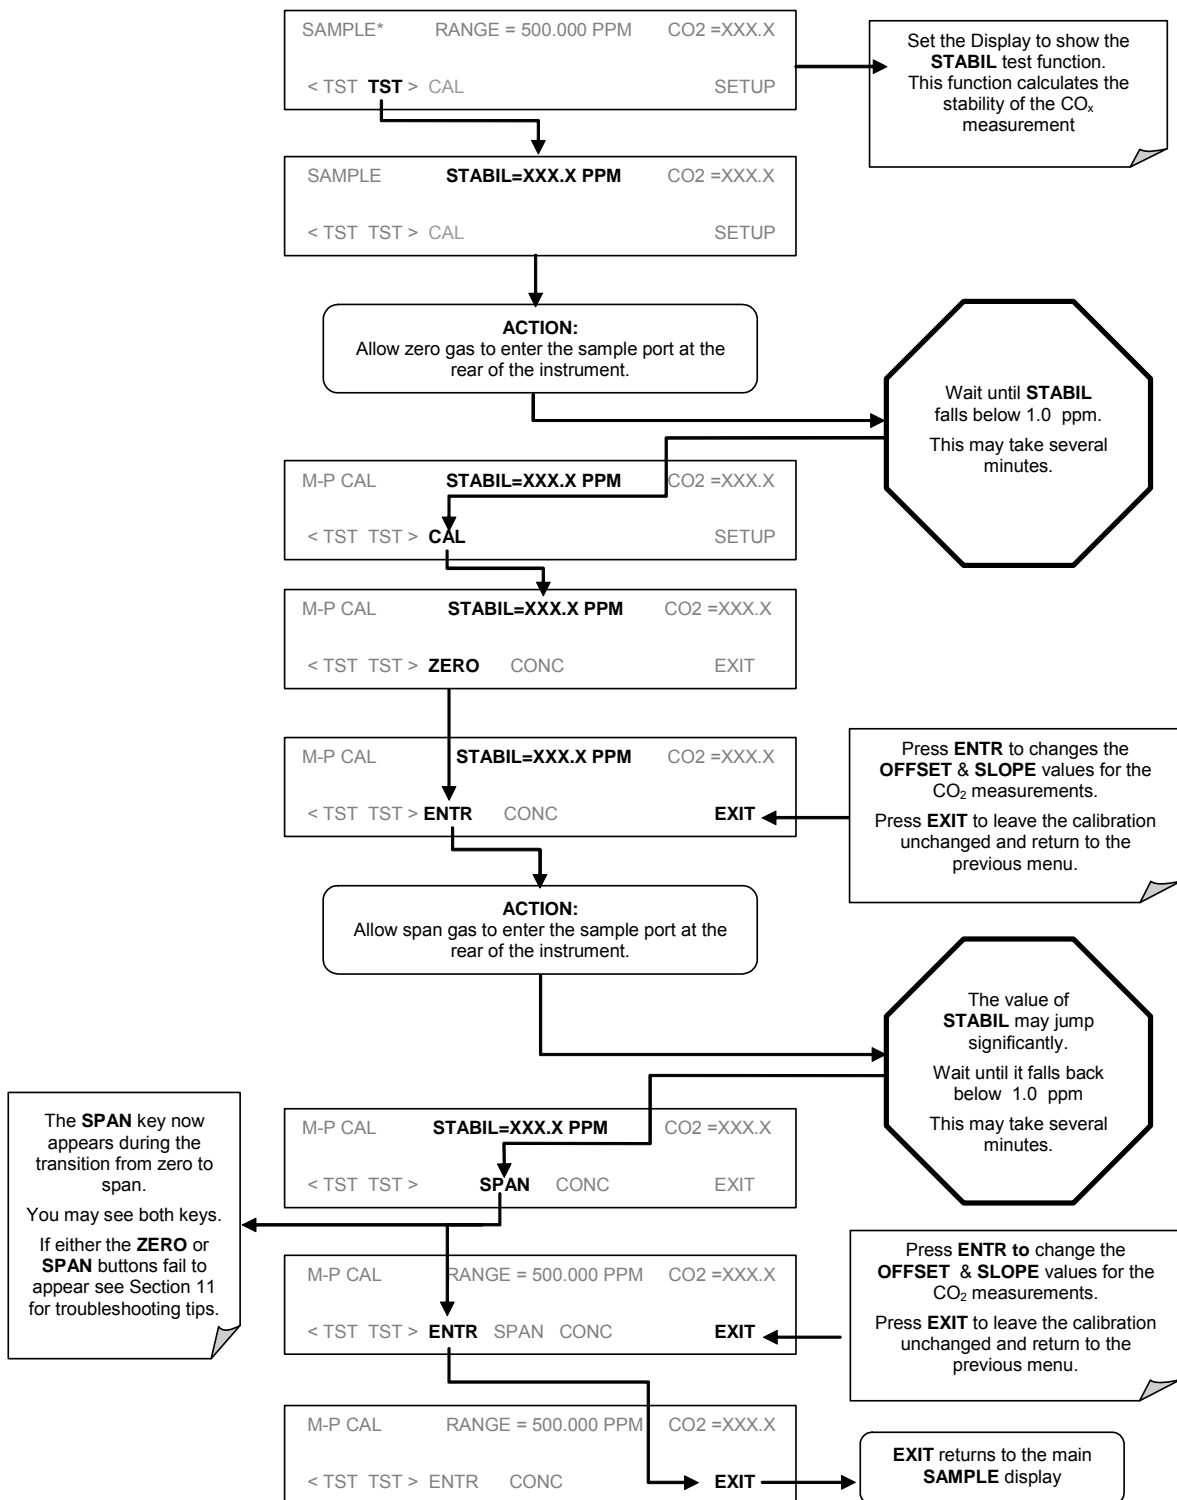 SAMPLE* RANGE = 500.000 PPM CO2 =XXX.X
< TST TST > CAL SETUP
Set the Display to show the
STABIL test function.
This function calculates the
stability of the COx
measurement
SAMPLE STABIL=XXX.X PPM CO2 =XXX.X
< TST TST > CAL SETUP
ACTION:
Allow zero gas to enter the sample port at the
rear of the instrument.
Wait until STABIL
falls below 1.0 ppm.
This may take several
minutes.
M-P CAL STABIL=XXX.X PPM CO2 =XXX.X
< TST TST > CAL SETUP
M-P CAL STABIL=XXX.X PPM CO2 =XXX.X
< TST TST > ZERO CONC EXIT
M-P CAL STABIL=XXX.X PPM CO2 =XXX.X
< TST TST > ENTR CONC EXIT
Press ENTR to changes the
OFFSET & SLOPE values for the
CO2 measurements.
Press EXIT to leave the calibration
unchanged and return to the
previous menu.
ACTION:
Allow span gas to enter the sample port at the
rear of the instrument.
The value of
STABIL may jump
significantly.
Wait until it falls back
below 1.0 ppm
This may take several
minutes.
The SPAN key now
appears during the
transition from zero to
span.
You may see both keys.
If either the ZERO or
SPAN buttons fail to
appear see Section 11
for troubleshooting tips.
M-P CAL STABIL=XXX.X PPM CO2 =XXX.X
< TST TST > SPAN CONC EXIT
M-P CAL RANGE = 500.000 PPM CO2 =XXX.X
< TST TST > ENTR SPAN CONC EXIT
Press ENTR to change the
OFFSET & SLOPE values for the
CO2 measurements.
Press EXIT to leave the calibration
unchanged and return to the
previous menu.
M-P CAL RANGE = 500.000 PPM CO2 =XXX.X
< TST TST > ENTR CONC EXIT
EXIT returns to the main
SAMPLE display